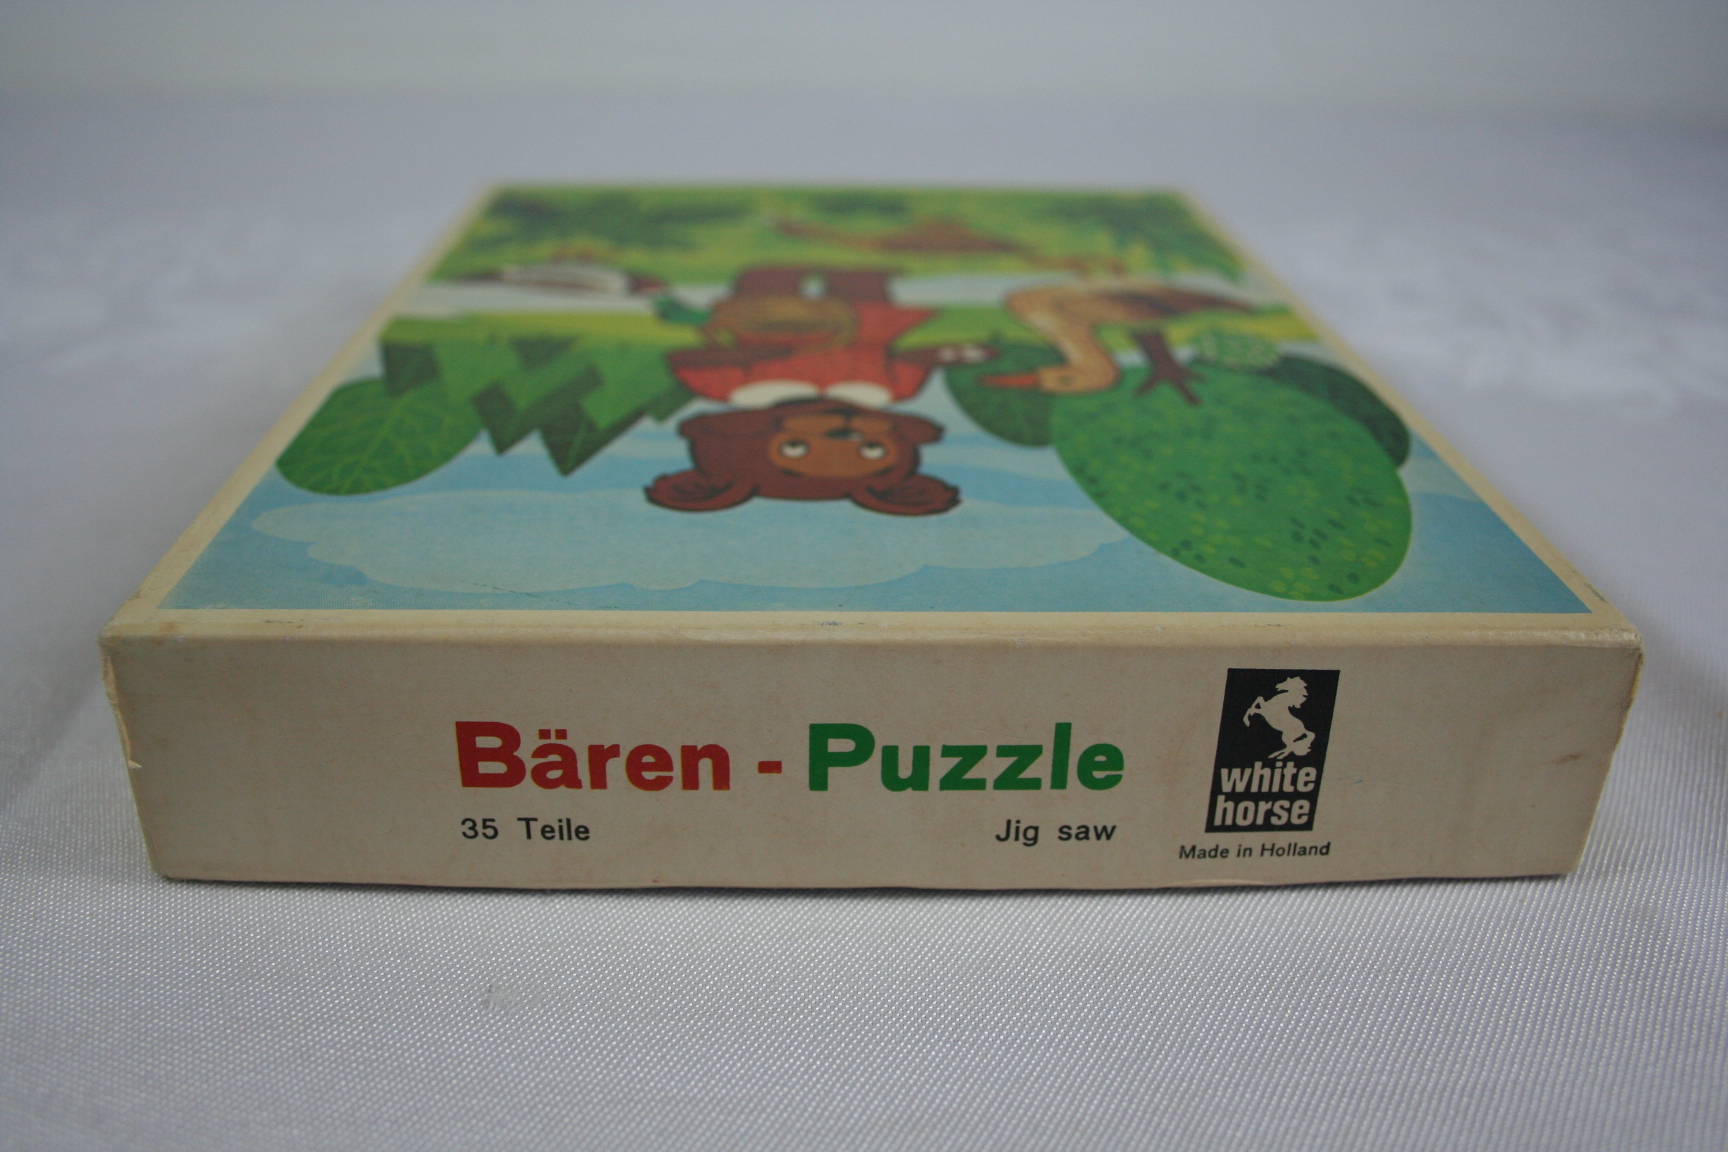 Bären - Puzzle
35 Teile
Jig saw
white
horse
Made in Holland